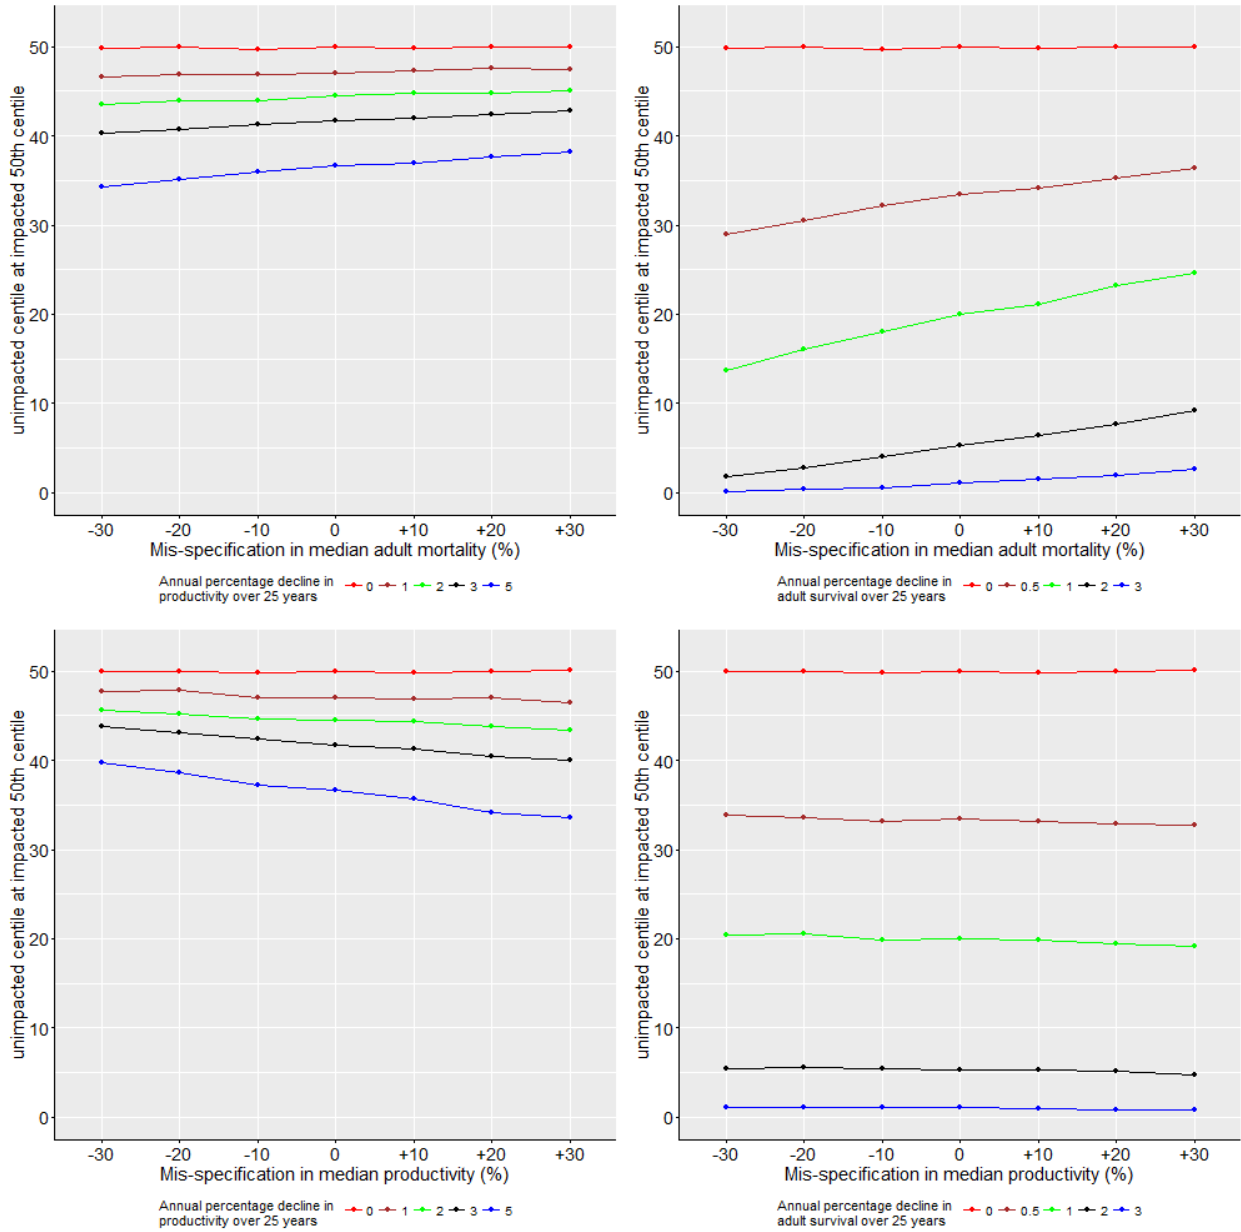 unimpacted centile at impacted 50th centile
50
40
30
20
10
0
-30 -20 -10 0 +10 +20 +30
Mis-specification in median adult mortality (%)
Annual percentage decline in
productivity over 25 years
0 1 2 3 5
unimpacted centile at impacted 50th centile
50
40
30
20
10
0
-30 -20 -10 0 +10 +20 +30
Mis-specification in median adult mortality (%)
Annual percentage decline in
adult survival over 25 years
0 0.5 1 2 3
unimpacted centile at impacted 50th centile
50
40
30
20
10
0
-30 -20 -10 0 +10 +20 +30
Mis-specification in median productivity (%)
Annual percentage decline in
productivity over 25 years
0 1 2 3 5
unimpacted centile at impacted 50th centile
50
40
30
20
10
0
-30 -20 -10 0 +10 +20 +30
Mis-specification in median productivity (%)
Annual percentage decline in
adult survival over 25 years
0 0.5 1 2 3